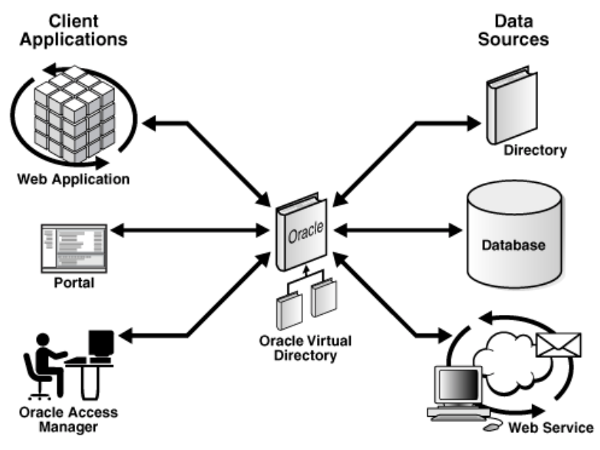 Client
Applications
Data
Sources
Web Application
Directory
Oracle
Database
Portal
Oracle Virtual
Directory
Oracle Access
Manager
Web Service